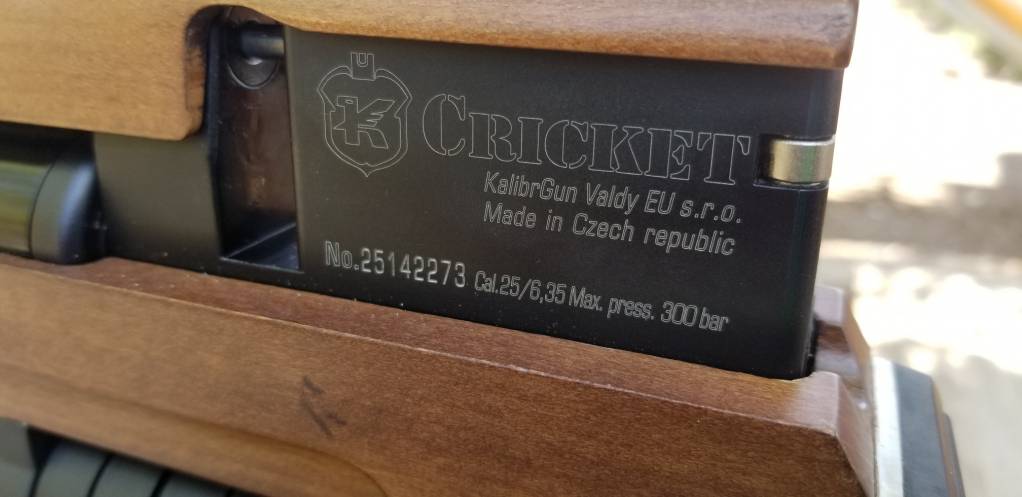 U
K
CRICKET
KalibrGun Valdy EU s.r.o.
Made in Czech republic
No.25142273 Cal.25/6,35 Max. press. 300 bar